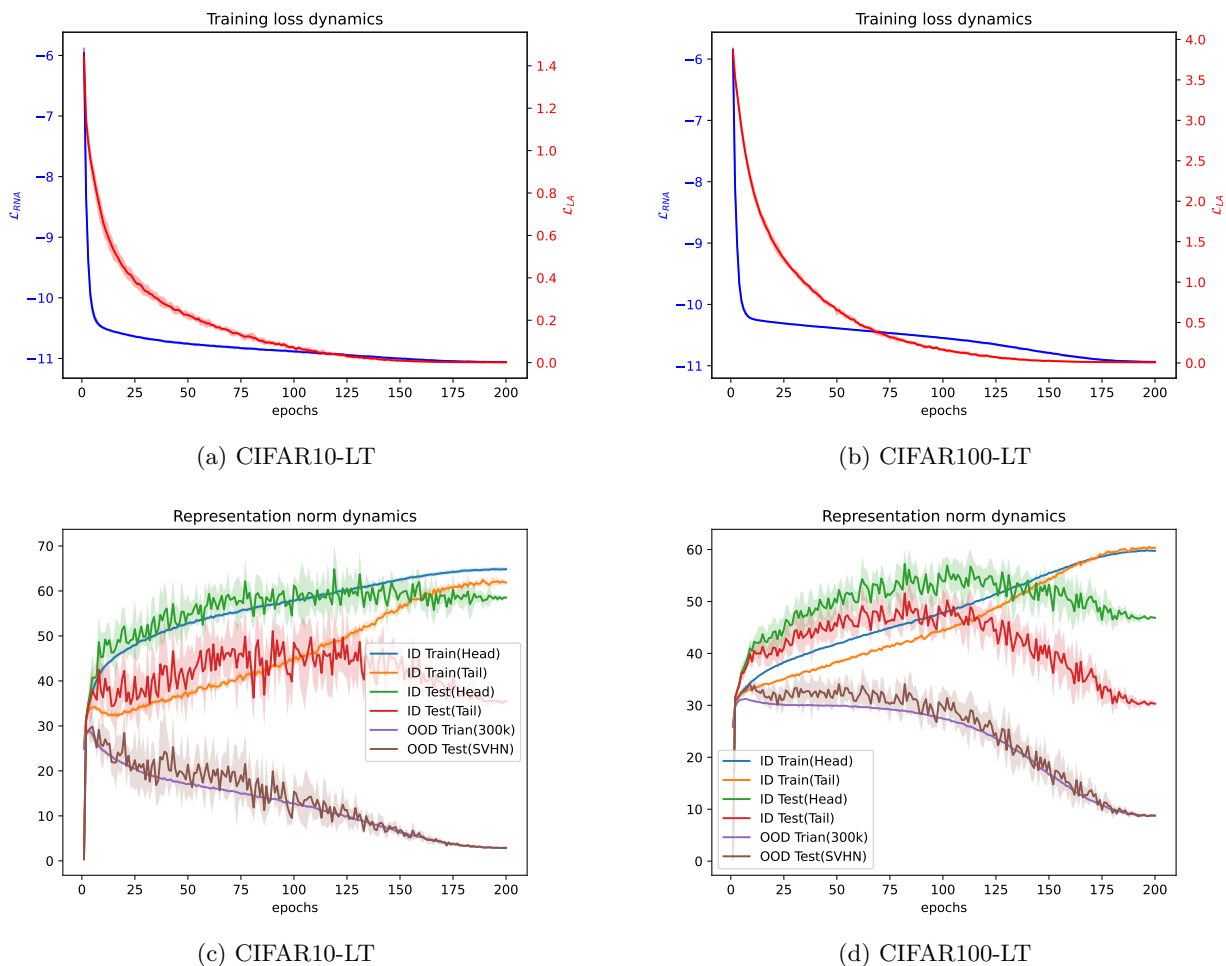 Training loss dynamics
−6
−7
−8
−9
−10
−11
ℒRNA
1.4
1.2
1.0
0.8
0.6
0.4
0.2
0.0
ℒLA
0 25 50 75 100 125 150 175 200
epochs
(a) CIFAR10-LT
Training loss dynamics
−6
−7
−8
−9
−10
−11
ℒRNA
4.0
3.5
3.0
2.5
2.0
1.5
1.0
0.5
0.0
ℒLA
0 25 50 75 100 125 150 175 200
epochs
(b) CIFAR100-LT
Representation norm dynamics
70
60
50
40
30
20
10
0
ID Train(Head)
ID Train(Tail)
ID Test(Head)
ID Test(Tail)
OOD Trian(300k)
OOD Test(SVHN)
0 25 50 75 100 125 150 175 200
epochs
(c) CIFAR10-LT
Representation norm dynamics
60
50
40
30
20
10
0
ID Train(Head)
ID Train(Tail)
ID Test(Head)
ID Test(Tail)
OOD Trian(300k)
OOD Test(SVHN)
0 25 50 75 100 125 150 175 200
epochs
(d) CIFAR100-LT